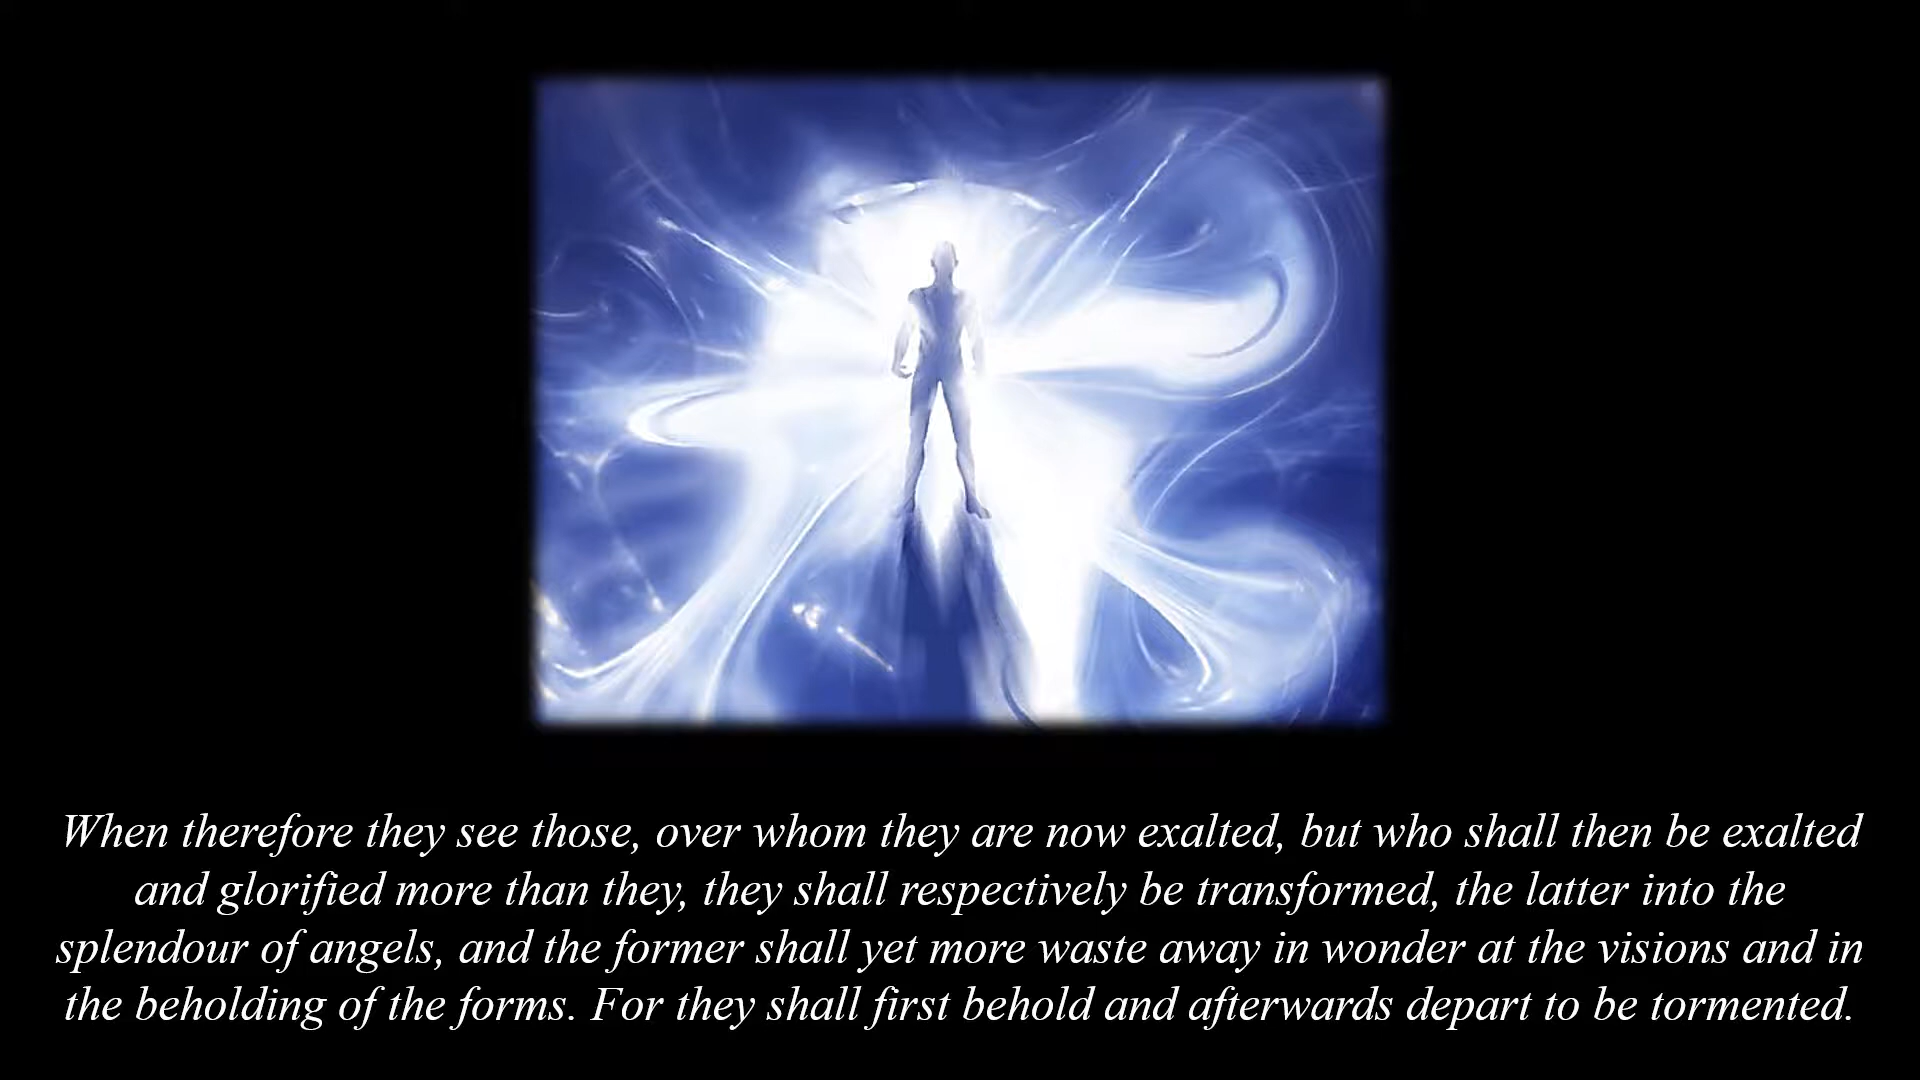 When therefore they see those, over whom they are now exalted, but who shall then be exalted
and glorified more than they, they shall respectively be transformed, the latter into the
splendour of angels, and the former shall yet more waste away in wonder at the visions and in
the beholding of the forms. For they shall first behold and afterwards depart to be tormented.